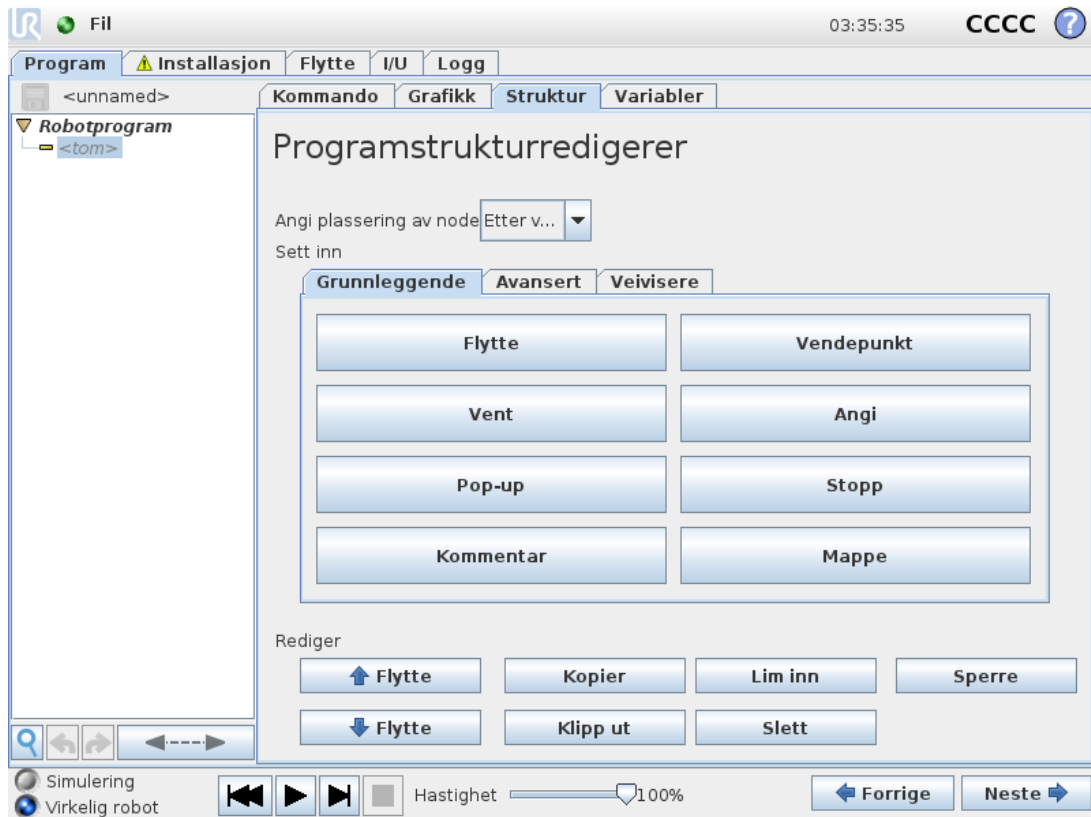 UR Fil 03:35:35 CCCC ?
Program Installasjon Flytte I/U Logg
<unnamed> Kommando Grafikk Struktur Variabler
Robotprogram
<tom>
Programstrukturredigerer
Angi plassering av node Etter v...
Sett inn
Grunnleggende Avansert Veivisere
Flytte Vendepunkt
Vent Angi
Pop-up Stopp
Kommentar Mappe
Rediger
Flytte Kopier Lim inn Sperre
Flytte Klipp ut Slett
Simulering
Virkelig robot
Hastighet 100% Forrige Neste